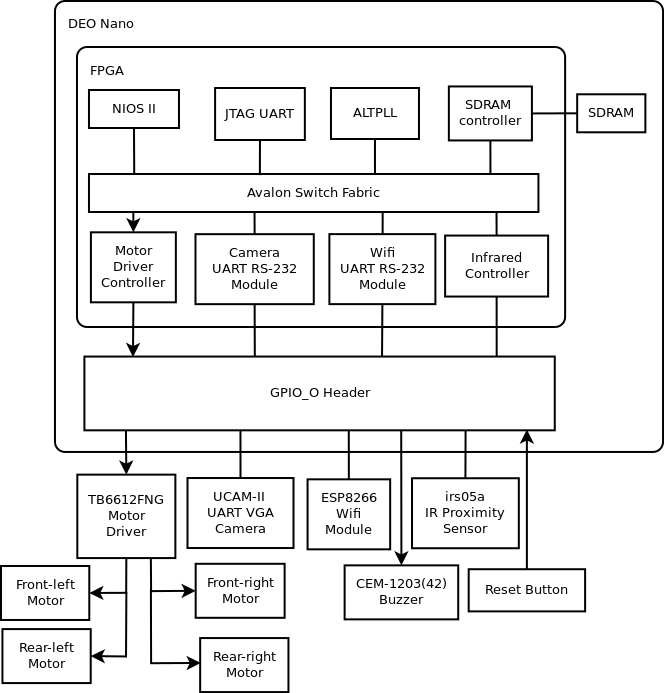 DEO Nano
FPGA
NIOS II
JTAG UART
ALTPLL
SDRAM
controller
SDRAM
Avalon Switch Fabric
Motor
Driver
Controller
Camera
UART RS-232
Module
Wifi
UART RS-232
Module
Infrared
Controller
GPIO_O Header
TB6612FNG
Motor
Driver
UCAM-II
UART VGA
Camera
ESP8266
Wifi
Module
irs05a
IR Proximity
Sensor
Front-left
Motor
Front-right
Motor
CEM-1203(42)
Buzzer
Reset Button
Rear-left
Motor
Rear-right
Motor